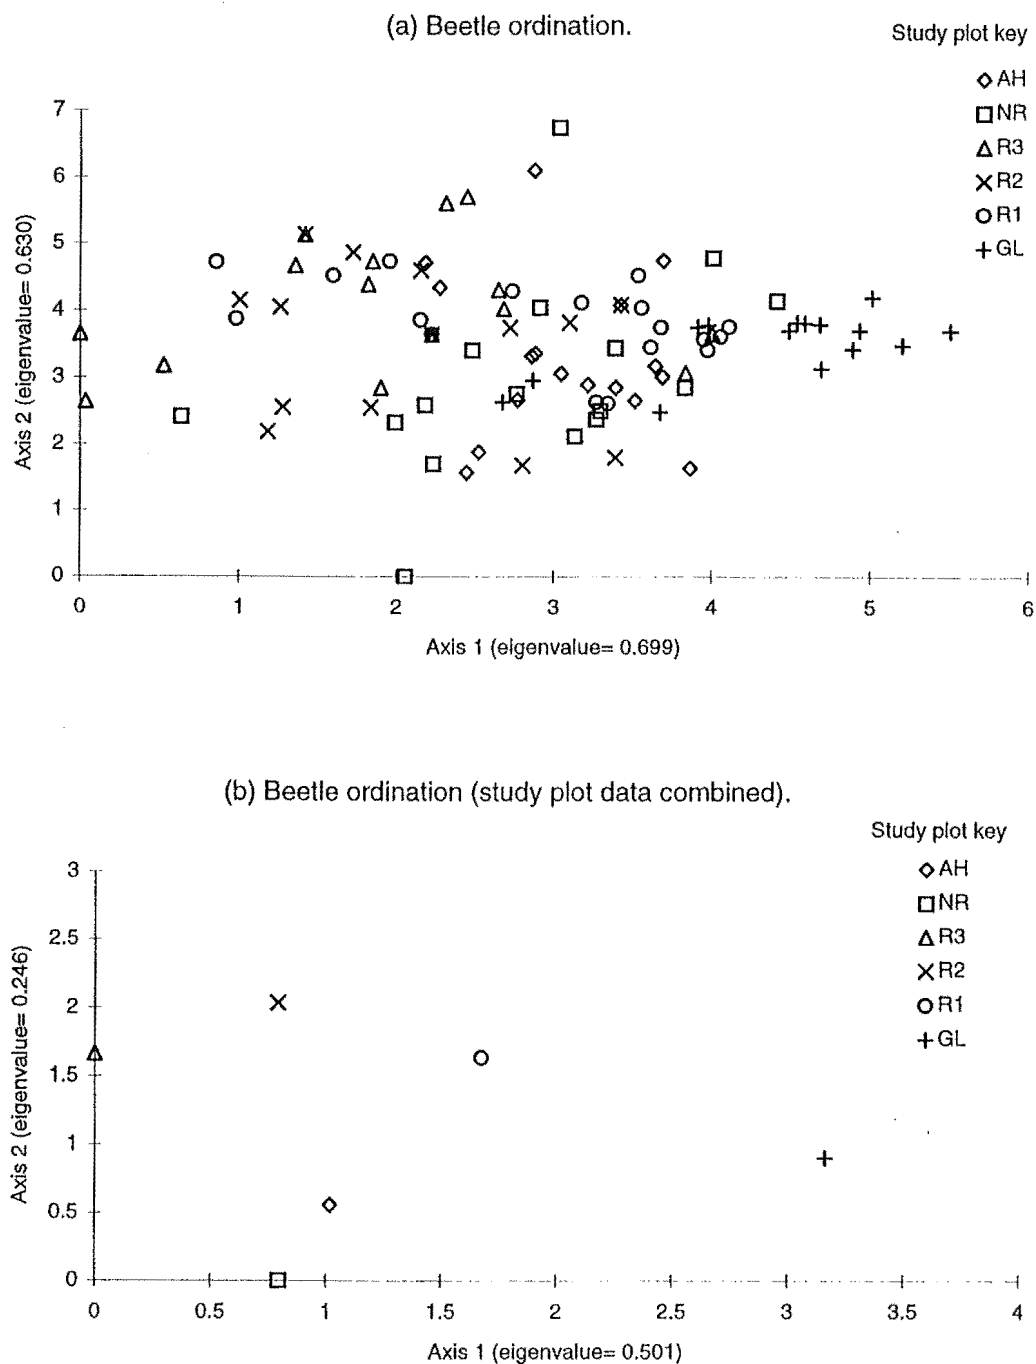 (a) Beetle ordination.
Study plot key
AH
NR
R3
R2
R1
GL
7
6
5
4
3
2
1
0
Axis 2 (eigenvalue= 0.630)
0 1 2 3 4 5 6
Axis 1 (eigenvalue= 0.699)
(b) Beetle ordination (study plot data combined).
Study plot key
AH
NR
R3
R2
R1
GL
3
2.5
2
1.5
1
0.5
0
Axis 2 (eigenvalue= 0.246)
0 0.5 1 1.5 2 2.5 3 3.5 4
Axis 1 (eigenvalue= 0.501)